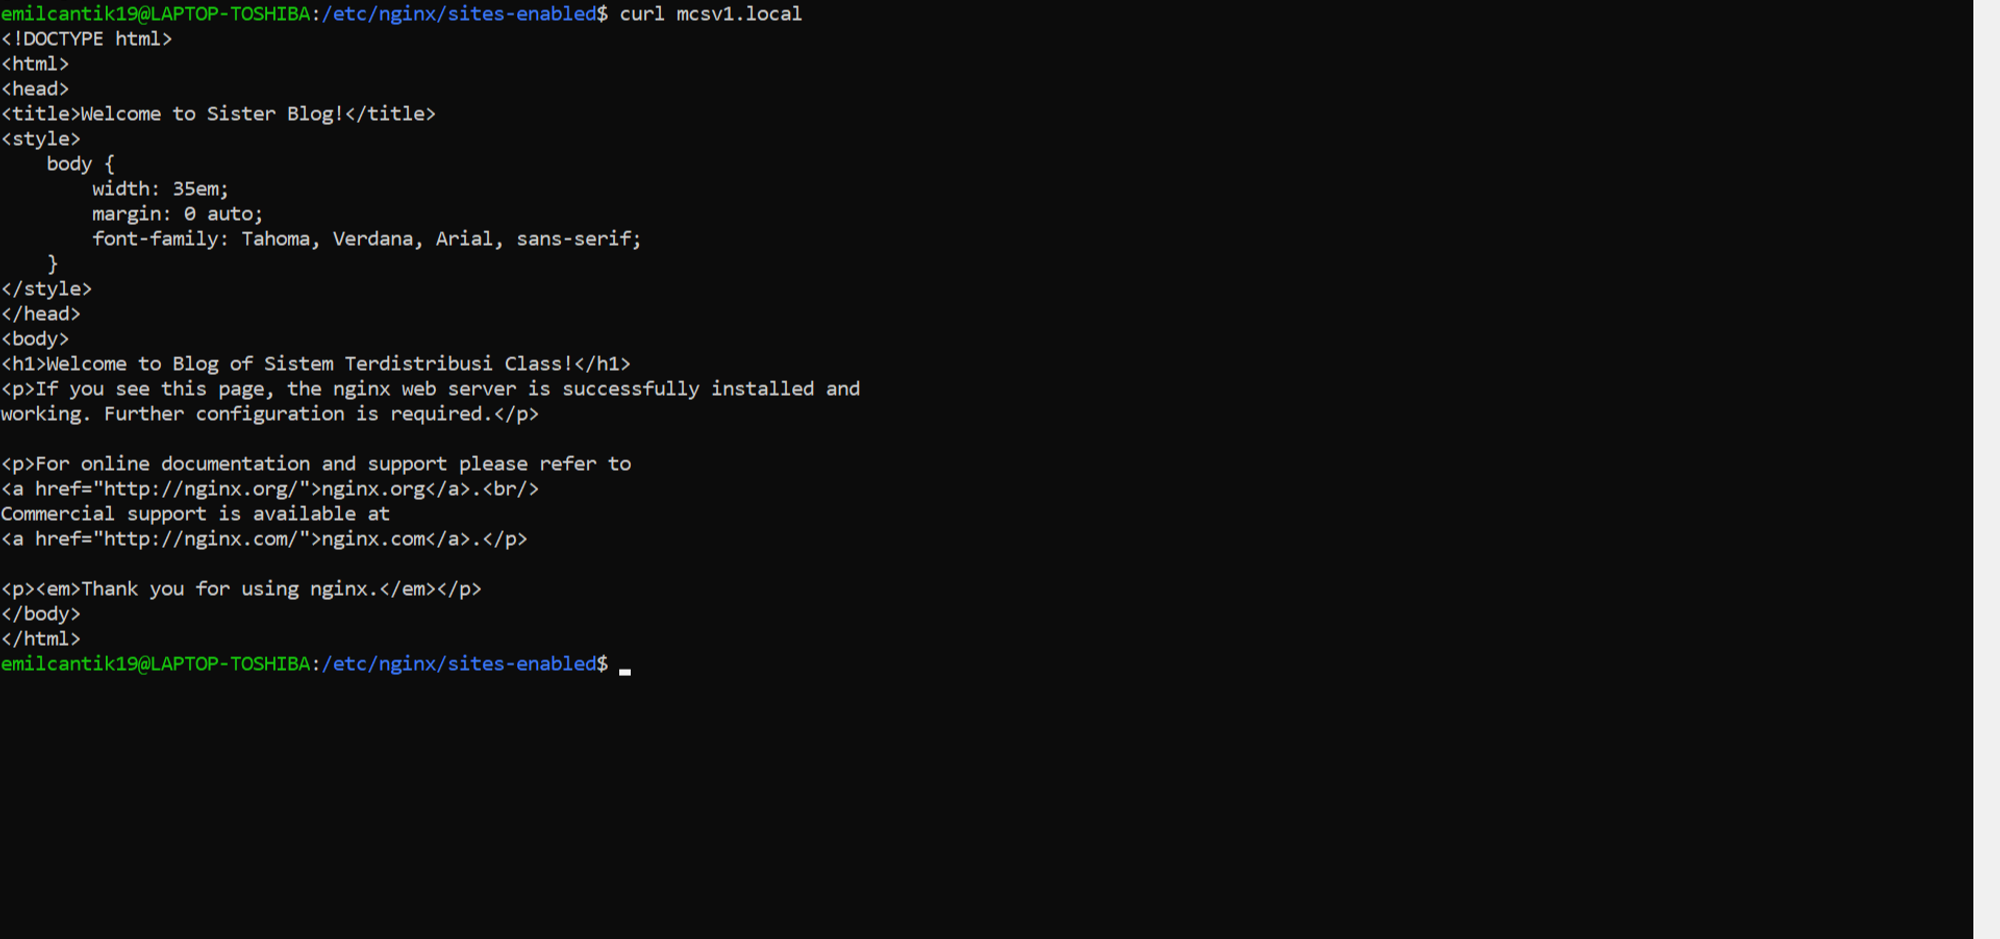 emilcantik19@LAPTOP-TOSHIBA:/etc/nginx/sites-enabled$ curl mcsv1.local
<!DOCTYPE html>
<html>
<head>
<title>Welcome to Sister Blog!</title>
<style>
    body {
        width: 35em;
        margin: 0 auto;
        font-family: Tahoma, Verdana, Arial, sans-serif;
    }
</style>
</head>
<body>
<h1>Welcome to Blog of Sistem Terdistribusi Class!</h1>
<p>If you see this page, the nginx web server is successfully installed and
working. Further configuration is required.</p>

<p>For online documentation and support please refer to
<a href="http://nginx.org/">nginx.org</a>.<br/>
Commercial support is available at
<a href="http://nginx.com/">nginx.com</a>.</p>

<p><em>Thank you for using nginx.</em></p>
</body>
</html>
emilcantik19@LAPTOP-TOSHIBA:/etc/nginx/sites-enabled$